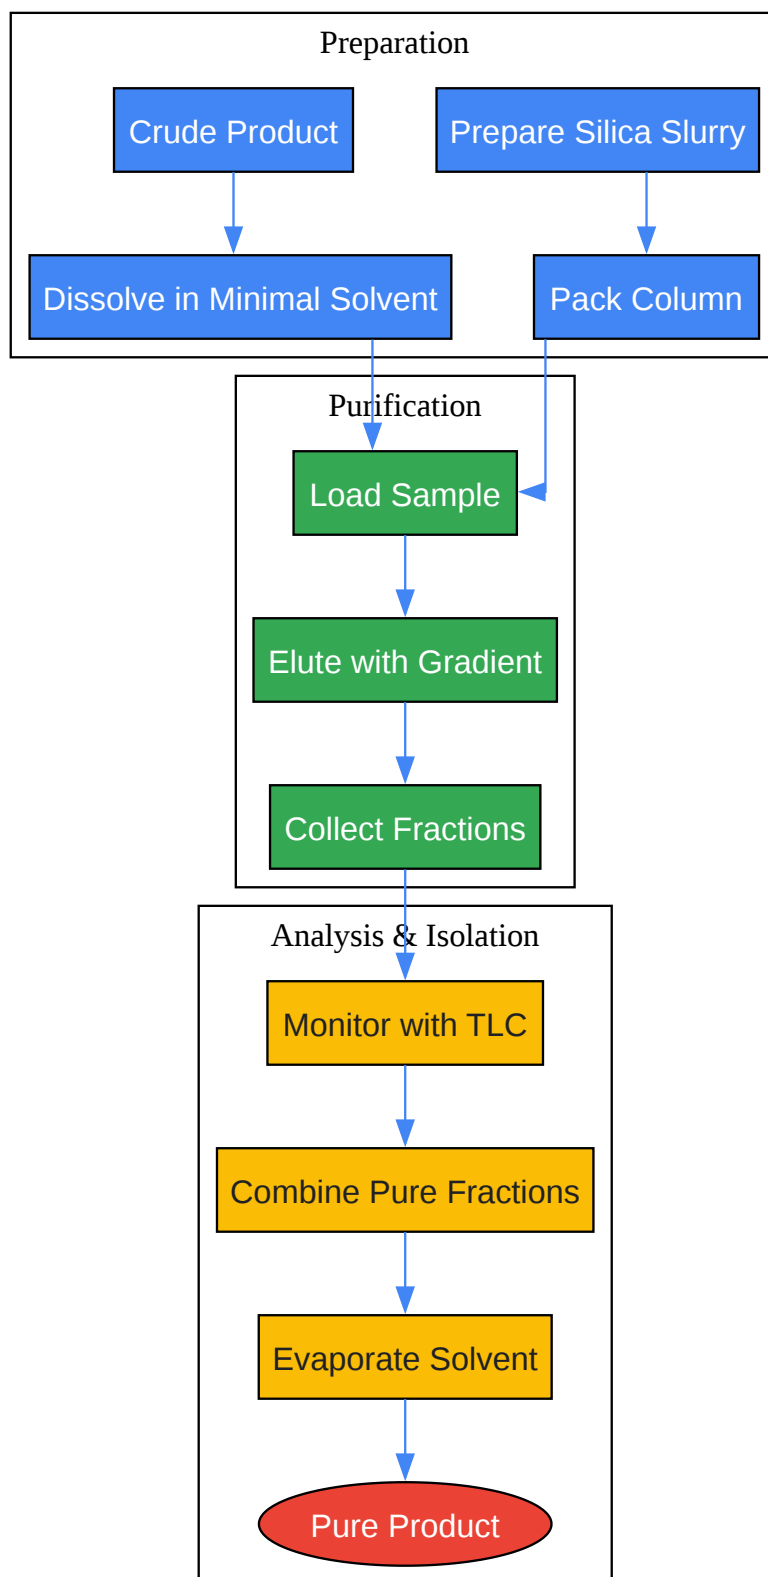 Preparation
Crude Product
Prepare Silica Slurry
Dissolve in Minimal Solvent
Pack Column
Purification
Load Sample
Elute with Gradient
Collect Fractions
Analysis & Isolation
Monitor with TLC
Combine Pure Fractions
Evaporate Solvent
Pure Product